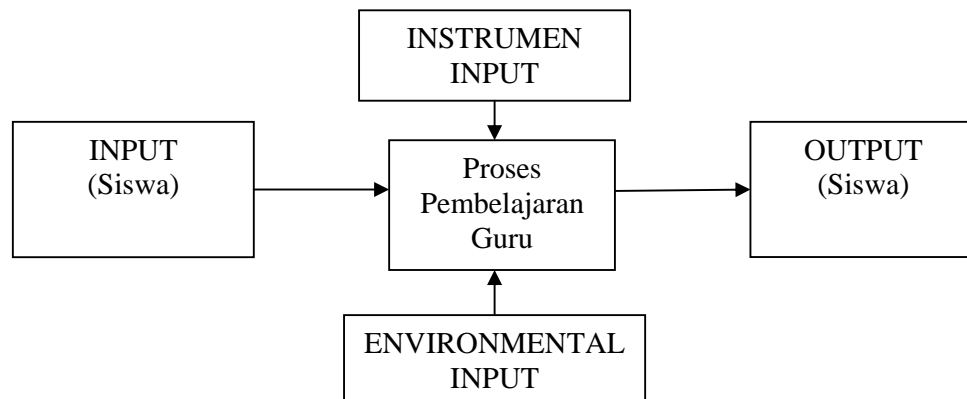 INSTRUMEN
INPUT
INPUT
(Siswa)
Proses
Pembelajaran
Guru
OUTPUT
(Siswa)
ENVIRONMENTAL
INPUT